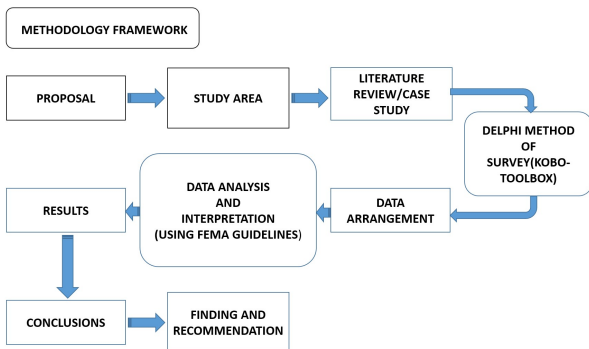 METHODOLOGY FRAMEWORK
PROPOSAL
STUDY AREA
LITERATURE
REVIEW/CASE
STUDY
DELPHI METHOD
OF
SURVEY(KOBO-
TOOLBOX)
DATA
ARRANGEMENT
DATA ANALYSIS
AND
INTERPRETATION
(USING FEMA GUIDELINES)
RESULTS
CONCLUSIONS
FINDING AND
RECOMMENDATION